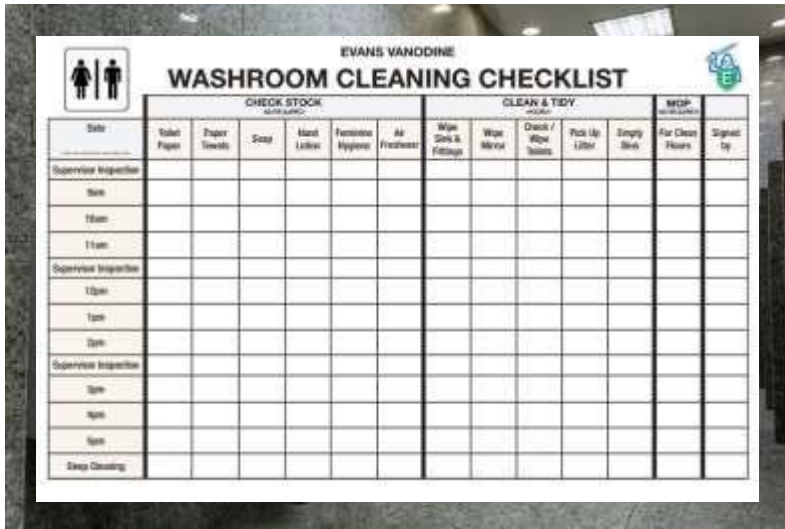 EVANS VANODINE
WASHROOM CLEANING CHECKLIST
E
CHECK STOCK
CLEAN & TIDY
MOP
Date
Toilet
Paper
Paper
Towels
Soap
Hand
Lotion
Feminine
Hygiene
Air
Freshener
Wipe
Sink &
Fittings
Wipe
Mirror
Check /
Wipe
Toilets
Pick Up
Litter
Empty
Bins
For Clean
Floors
Signed
by
Supervisor Inspection
9am
10am
11am
Supervisor Inspection
12pm
1pm
2pm
Supervisor Inspection
3pm
4pm
5pm
Deep Cleaning